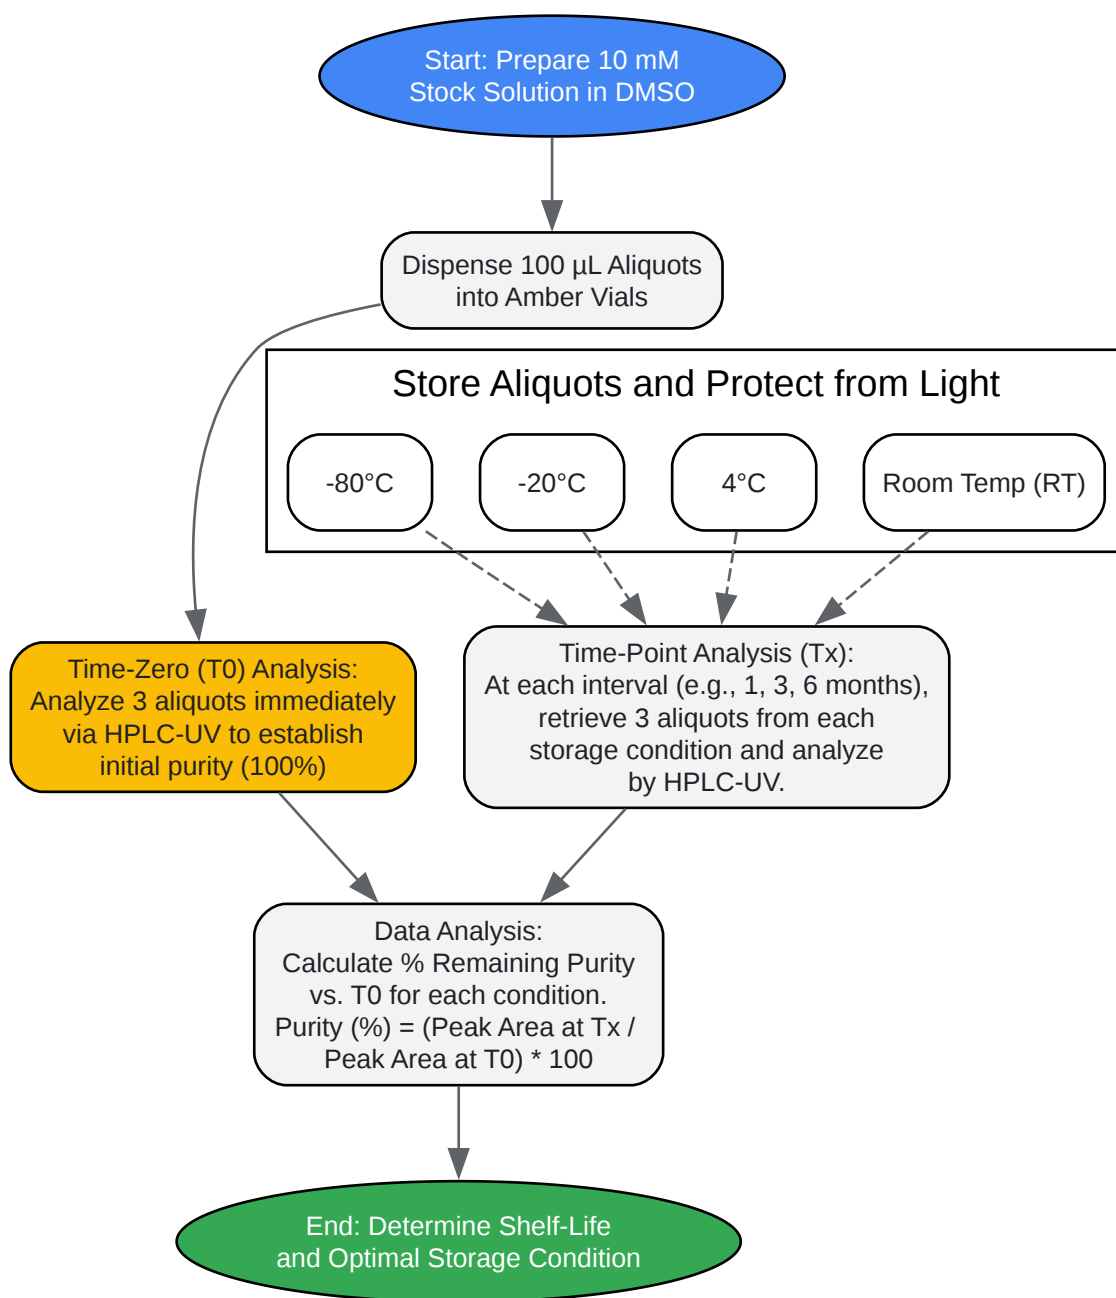 Start: Prepare 10 mM
Stock Solution in DMSO
Dispense 100 µL Aliquots
into Amber Vials
Store Aliquots and Protect from Light
-80°C
-20°C
4°C
Room Temp (RT)
Time-Zero (T0) Analysis:
Analyze 3 aliquots immediately
via HPLC-UV to establish
initial purity (100%)
Time-Point Analysis (Tx):
At each interval (e.g., 1, 3, 6 months),
retrieve 3 aliquots from each
storage condition and analyze
by HPLC-UV.
Data Analysis:
Calculate % Remaining Purity
vs. T0 for each condition.
Purity (%) = (Peak Area at Tx /
Peak Area at T0) * 100
End: Determine Shelf-Life
and Optimal Storage Condition